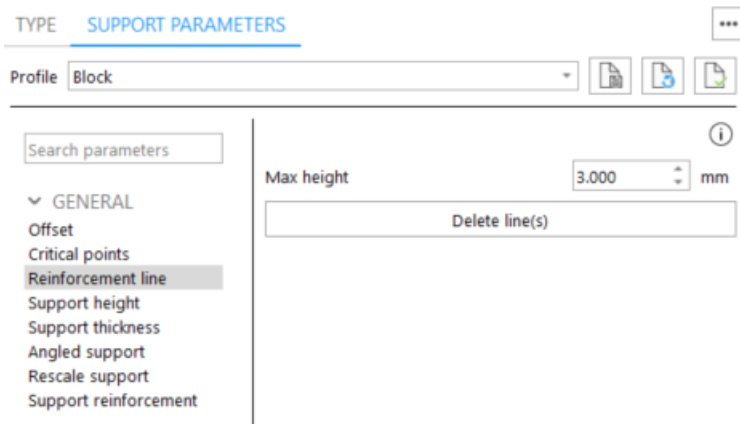 TYPE SUPPORT PARAMETERS
Profile Block
Search parameters
GENERAL
Offset
Critical points
Reinforcement line
Support height
Support thickness
Angled support
Rescale support
Support reinforcement
Max height 3.000 mm
Delete line(s)